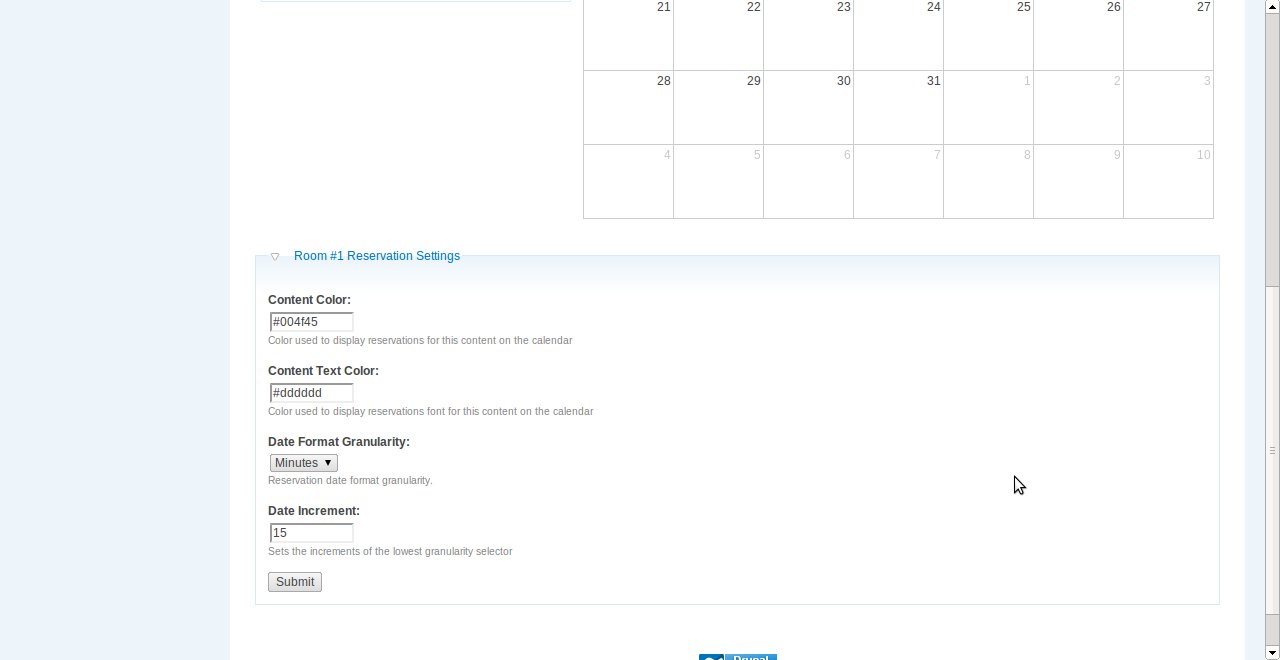 21 22 23 24 25 26 27
28 29 30 31 1 2 3
4 5 6 7 8 9 10
Room #1 Reservation Settings
Content Color:
#004f45
Color used to display reservations for this content on the calendar
Content Text Color:
#dddddd
Color used to display reservations font for this content on the calendar
Date Format Granularity:
Minutes
Reservation date format granularity.
Date Increment:
15
Sets the increments of the lowest granularity selector
Submit
Drupal